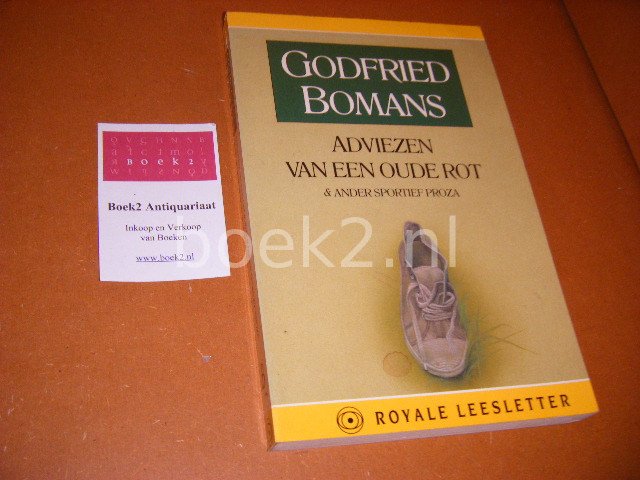 GODFRIED
BOMANS
ADVIEZEN
VAN EEN OUDE ROT
& ANDER SPORTIEF PROZA
ROYALE LEESLETTER
Boek2
Boek2 Antiquariaat
Inkoop en Verkoop
van Boeken
www.boek2.nl
boek2.nl